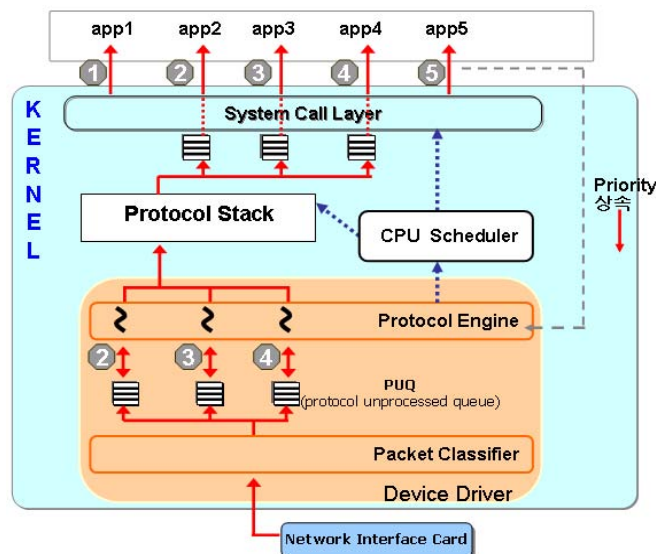 app1 app2 app3 app4 app5
1 2 3 4 5
KERNEL
System Call Layer
Priority
상속
Protocol Stack
CPU Scheduler
Protocol Engine
2 3 4
PUQ
(protocol unprocessed queue)
Packet Classifier
Device Driver
Network Interface Card